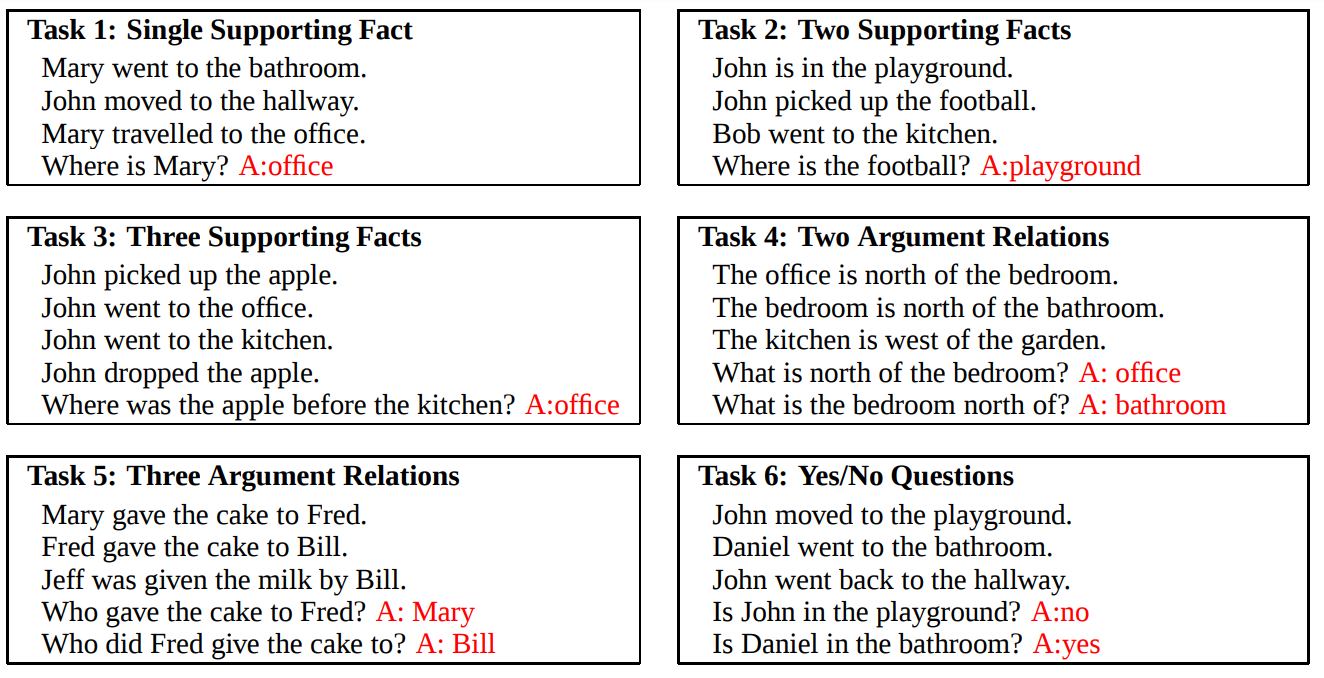 Task 1: Single Supporting Fact
Mary went to the bathroom.
John moved to the hallway.
Mary travelled to the office.
Where is Mary? A:office
Task 2: Two Supporting Facts
John is in the playground.
John picked up the football.
Bob went to the kitchen.
Where is the football? A:playground
Task 3: Three Supporting Facts
John picked up the apple.
John went to the office.
John went to the kitchen.
John dropped the apple.
Where was the apple before the kitchen? A:office
Task 4: Two Argument Relations
The office is north of the bedroom.
The bedroom is north of the bathroom.
The kitchen is west of the garden.
What is north of the bedroom? A: office
What is the bedroom north of? A: bathroom
Task 5: Three Argument Relations
Mary gave the cake to Fred.
Fred gave the cake to Bill.
Jeff was given the milk by Bill.
Who gave the cake to Fred? A: Mary
Who did Fred give the cake to? A: Bill
Task 6: Yes/No Questions
John moved to the playground.
Daniel went to the bathroom.
John went back to the hallway.
Is John in the playground? A:no
Is Daniel in the bathroom? A:yes